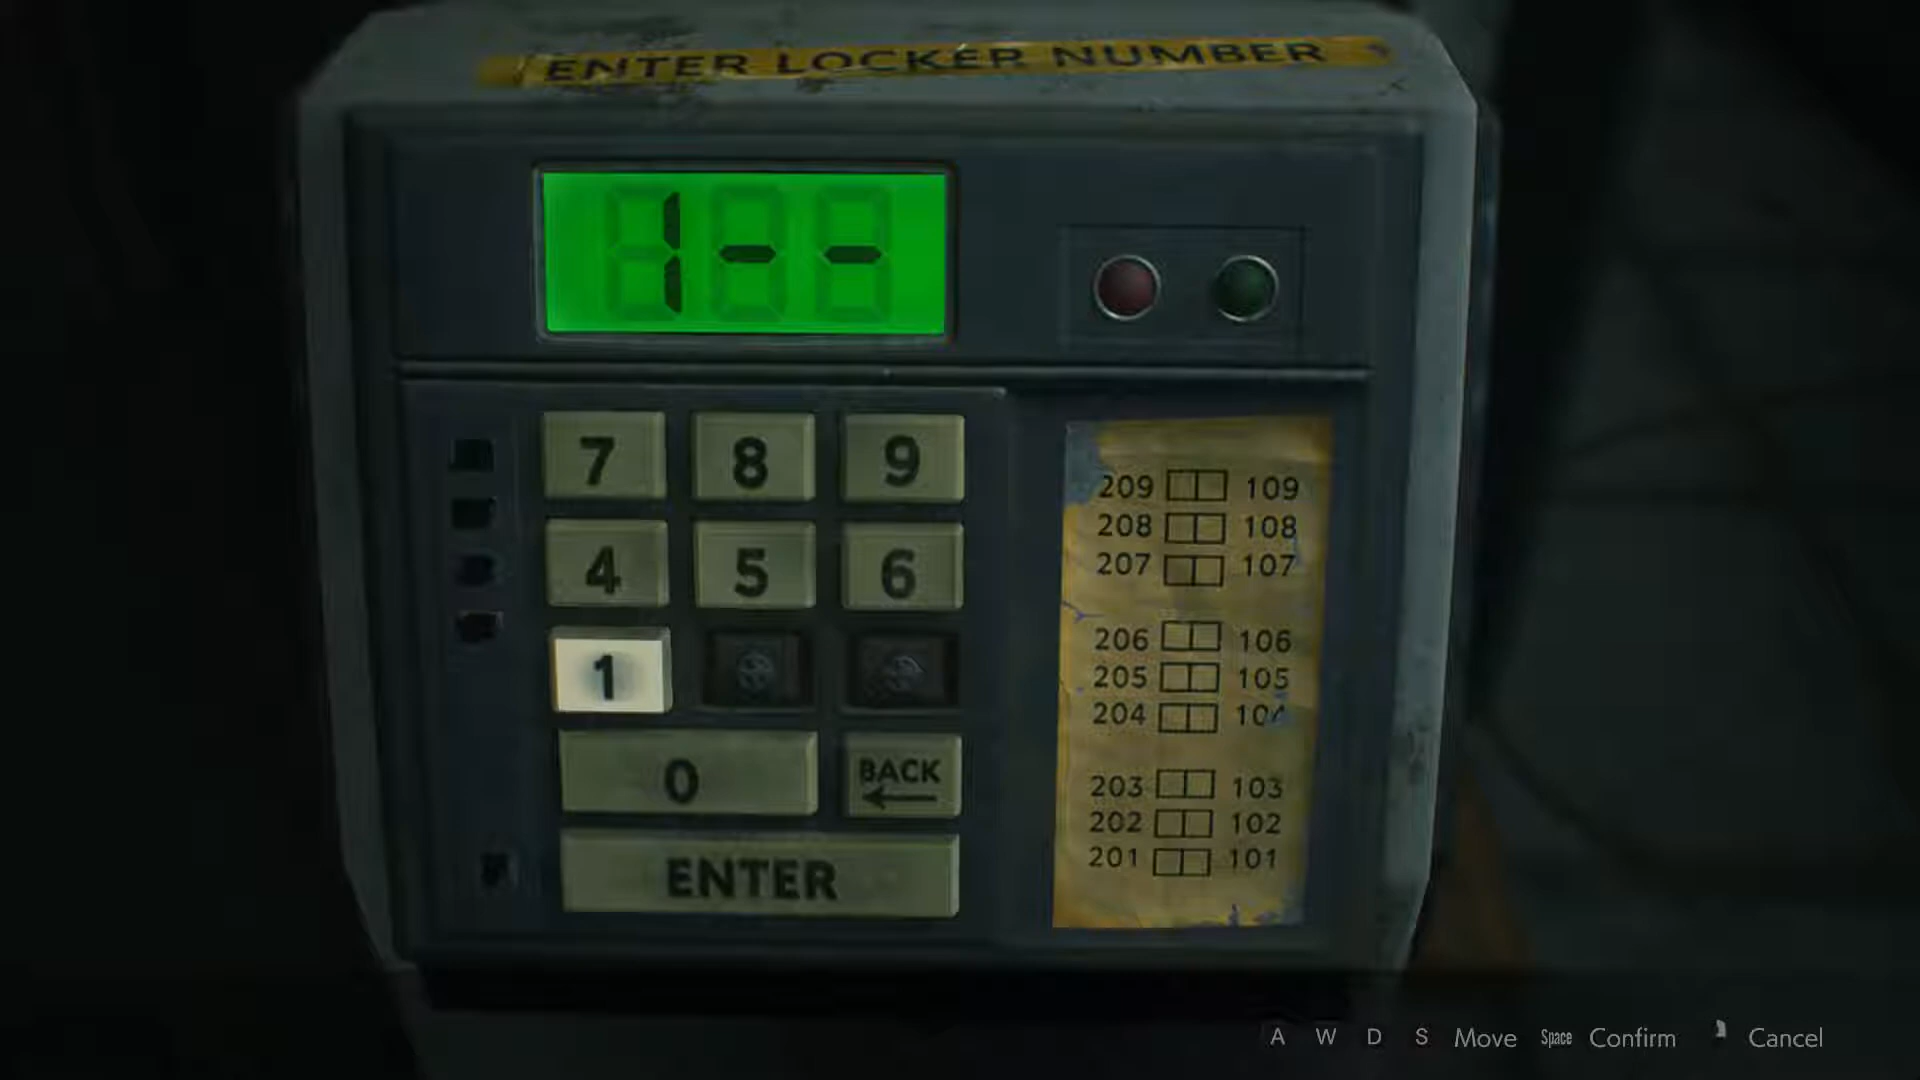 ENTER LOCKER NUMBER
1--
7 8 9
4 5 6
1
0 BACK
ENTER
209 109
208 108
207 107
206 106
205 105
204 104
203 103
202 102
201 101
A W D S Move Space Confirm Cancel